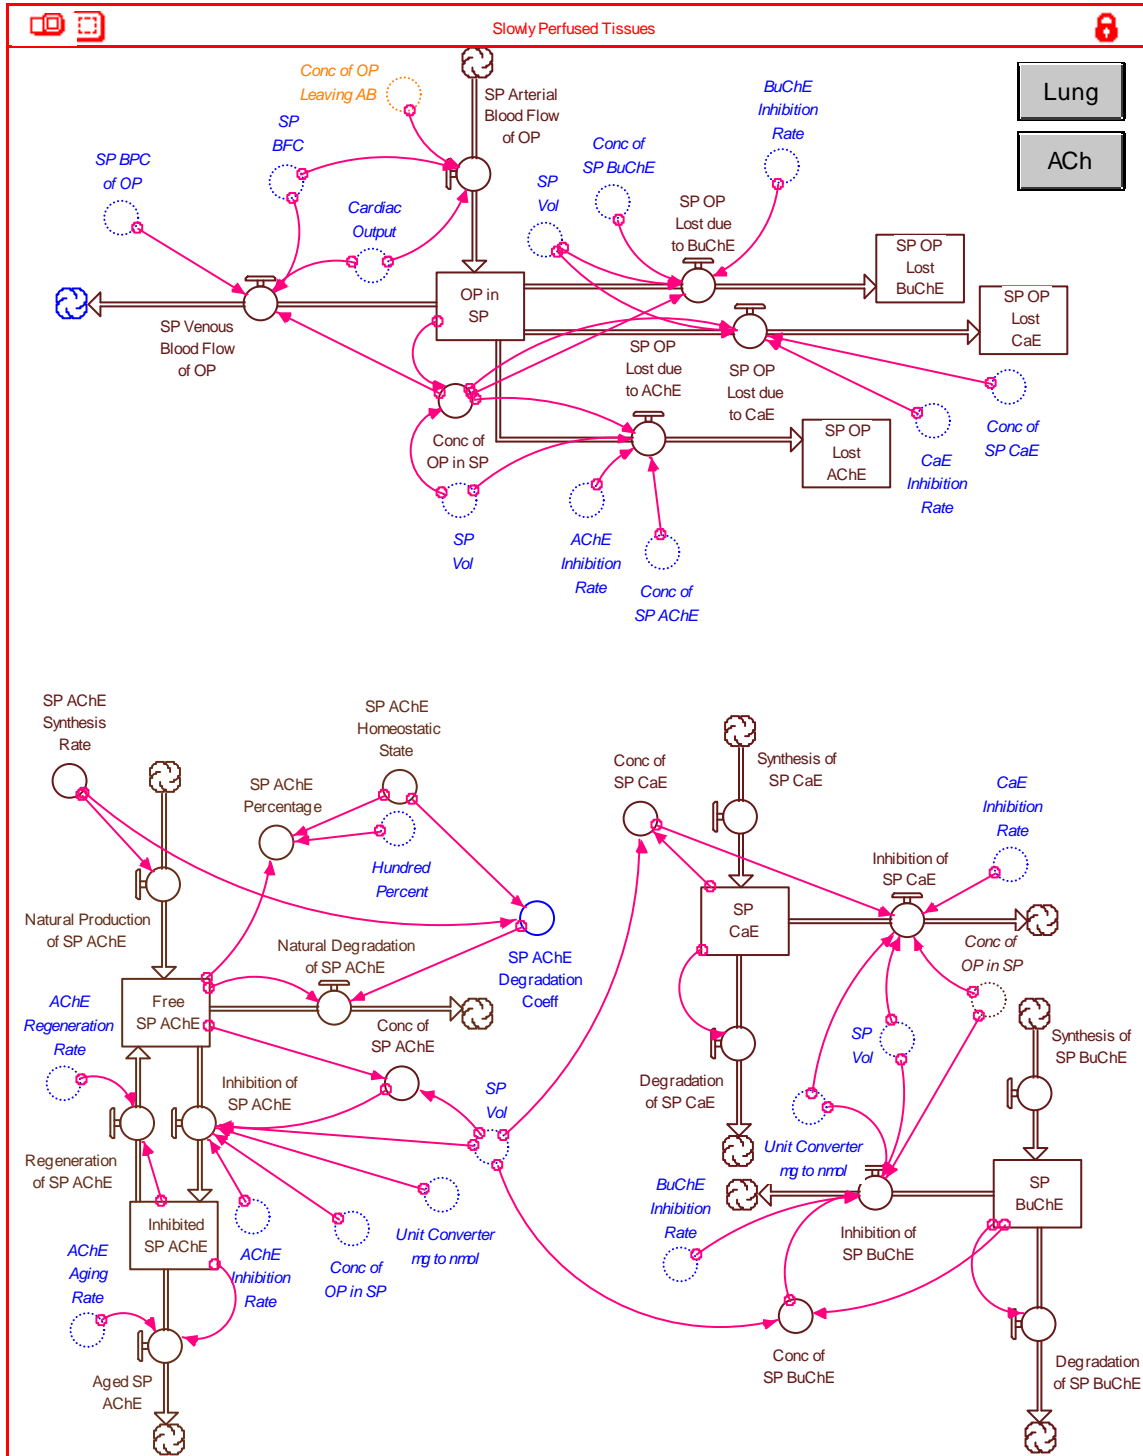 Slowly Perfused Tissues
Lung
ACh
Conc of OP
Leaving AB
SP Arterial
Blood Flow
of OP
SP
BFC
SP BPC
of OP
Cardiac
Output
Conc of
SP BuChE
SP
Vol
BuChE
Inhibition
Rate
SP OP
Lost due
to BuChE
SP OP
Lost
BuChE
SP OP
Lost
CaE
OP in
SP
SP Venous
Blood Flow
of OP
SP OP
Lost due
to AChE
SP OP
Lost due
to CaE
Conc of
OP in SP
SP OP
Lost
AChE
Conc of
SP CaE
CaE
Inhibition
Rate
SP
Vol
AChE
Inhibition
Rate
Conc of
SP AChE
SP AChE
Synthesis
Rate
SP AChE
Homeostatic
State
SP AChE
Percentage
Hundred
Percent
Natural Production
of SP AChE
Natural Degradation
of SP AChE
SP AChE
Degradation
Coeff
Free
SP AChE
AChE
Regeneration
Rate
Conc of
SP AChE
Inhibition of
SP AChE
SP
Vol
Regeneration
of SP AChE
Inhibited
SP AChE
AChE
Inhibition
Rate
Conc of
OP in SP
Unit Converter
mg to nmol
AChE
Aging
Rate
Aged SP
AChE
Conc of
SP CaE
Synthesis of
SP CaE
CaE
Inhibition
Rate
Inhibition of
SP CaE
SP
CaE
Conc of
OP in SP
SP
Vol
Synthesis of
SP BuChE
Degradation
of SP CaE
Unit Converter
mg to nmol
BuChE
Inhibition
Rate
SP
BuChE
Inhibition of
SP BuChE
Conc of
SP BuChE
Degradation
of SP BuChE